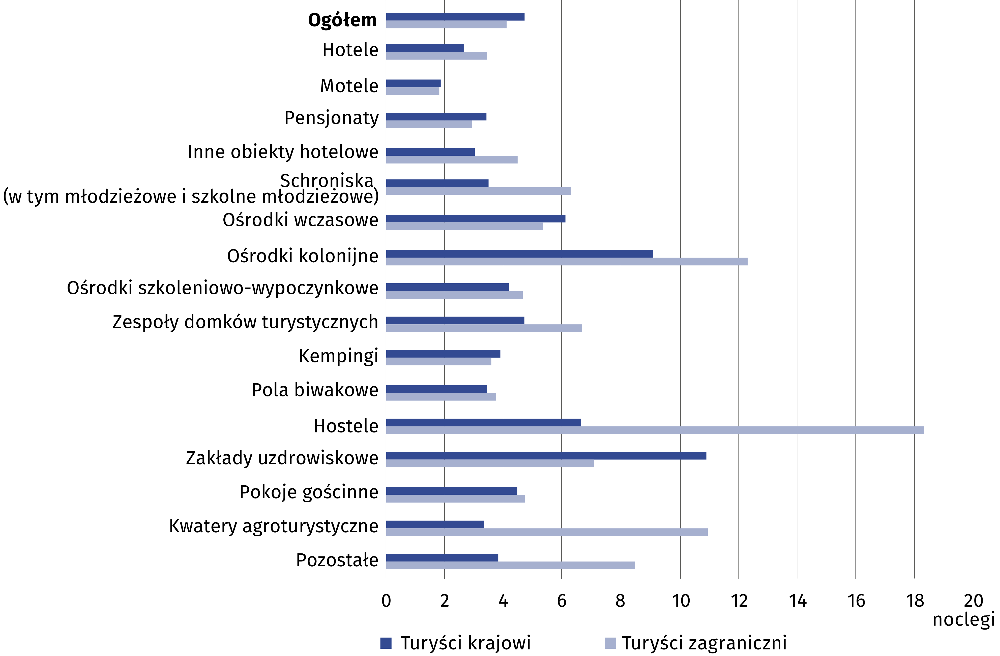 Ogółem
Hotele
Motele
Pensjonaty
Inne obiekty hotelowe
Schroniska
(w tym młodzieżowe i szkolne młodzieżowe)
Ośrodki wczasowe
Ośrodki kolonijne
Ośrodki szkoleniowo-wypoczynkowe
Zespoły domków turystycznych
Kempingi
Pola biwakowe
Hostele
Zakłady uzdrowiskowe
Pokoje gościnne
Kwatery agroturystyczne
Pozostałe
0 2 4 6 8 10 12 14 16 18 20
noclegi
Turyści krajowi Turyści zagraniczni